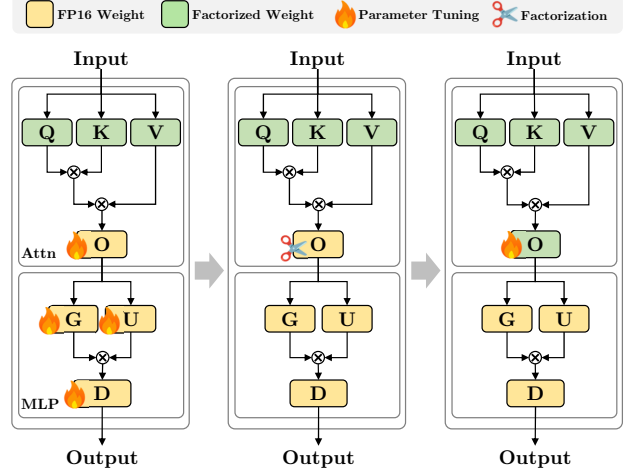 FP16 Weight Factorized Weight Parameter Tuning Factorization
Input Input Input
Q K V Q K V Q K V
O O O
Attn
G U G U G U
D D D
MLP
Output Output Output